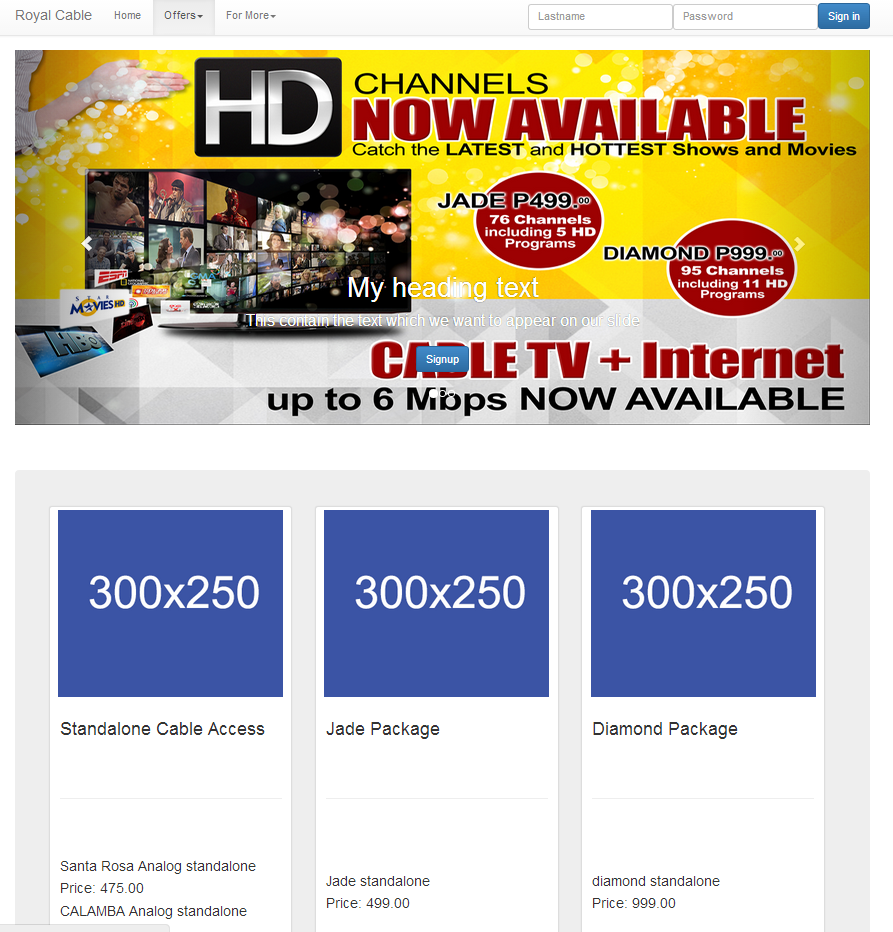 Royal Cable Home Offers For More Lastname Password Sign in
HD
CHANNELS
NOW AVAILABLE
Catch the LATEST and HOTTEST Shows and Movies
JADE P499.00
76 Channels
including 5 HD
Programs
DIAMOND P999.00
95 Channels
including 11 HD
Programs
ESPN
STAR
MOVIES HD
HBO
My heading text
This contain the text which we want to appear on our slide
CABLE TV + Internet
Signup
up to 6 Mbps NOW AVAILABLE
300x250
300x250
300x250
Standalone Cable Access
Jade Package
Diamond Package
Santa Rosa Analog standalone
Price: 475.00
CALAMBA Analog standalone
Jade standalone
Price: 499.00
diamond standalone
Price: 999.00